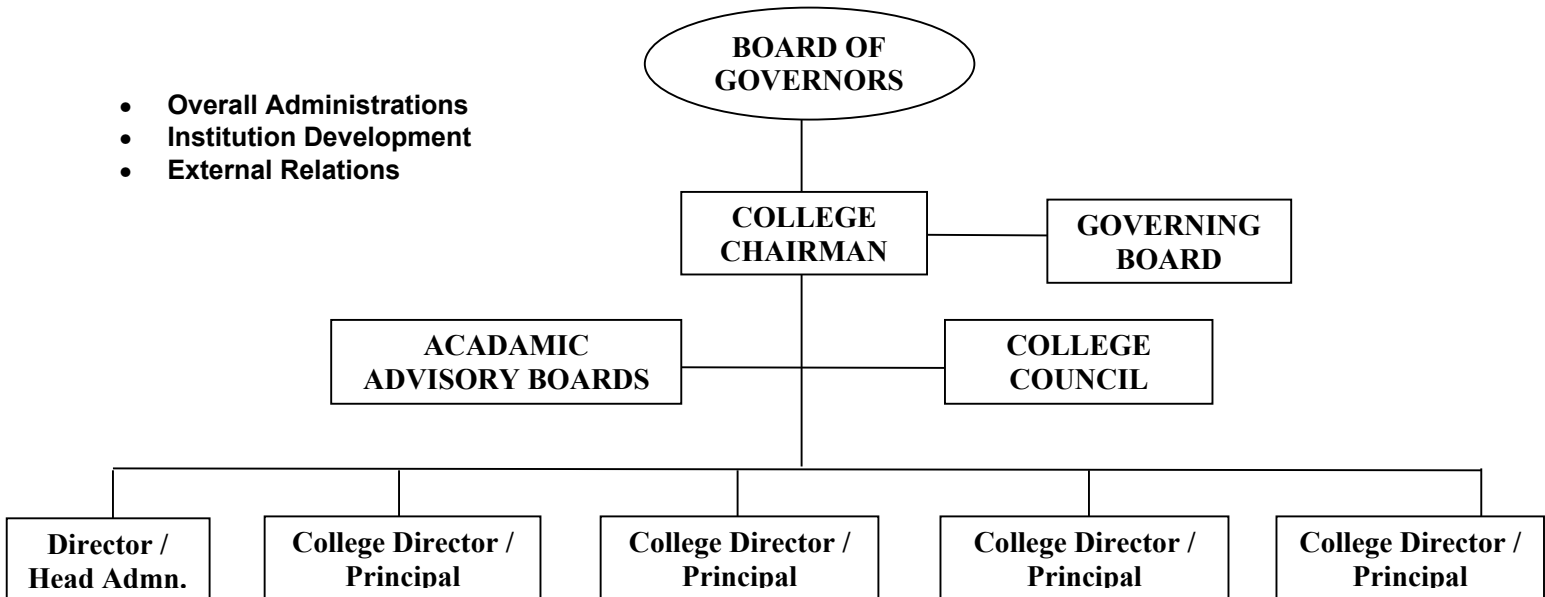 BOARD OF
GOVERNORS
• Overall Administrations
• Institution Development
• External Relations
COLLEGE
CHAIRMAN
GOVERNING
BOARD
ACADAMIC
ADVISORY BOARDS
COLLEGE
COUNCIL
Director /
Head Admn.
College Director /
Principal
College Director /
Principal
College Director /
Principal
College Director /
Principal